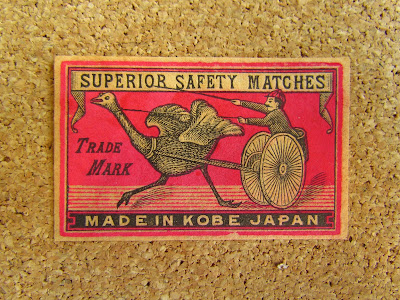 SUPERIOR SAFETY MATCHES
TRADE
MARK
MADE IN KOBE JAPAN